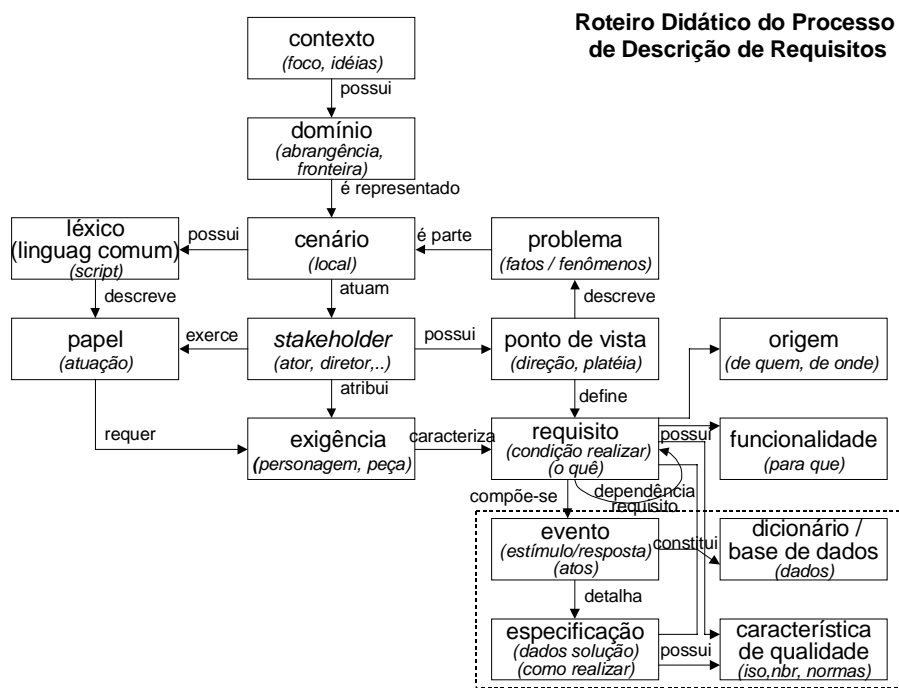 Roteiro Didático do Processo
de Descrição de Requisitos
contexto
(foco, idéias)
possui
domínio
(abrangência,
fronteira)
é representado
léxico
(linguag comum)
(script)
possui
cenário
(local)
é parte
problema
(fatos / fenômenos)
descreve
atuam
descreve
papel
(atuação)
exerce
stakeholder
(ator, diretor,..)
possui
ponto de vista
(direção, platéia)
origem
(de quem, de onde)
atribui
define
requer
exigência
(personagem, peça)
caracteriza
requisito
(condição realizar)
(o quê)
possui
funcionalidade
(para que)
compõe-se
dependência
requisito
evento
(estímulo/resposta)
(atos)
constitui
dicionário /
base de dados
(dados)
detalha
especificação
(dados solução)
(como realizar)
possui
característica
de qualidade
(iso,nbr, normas)